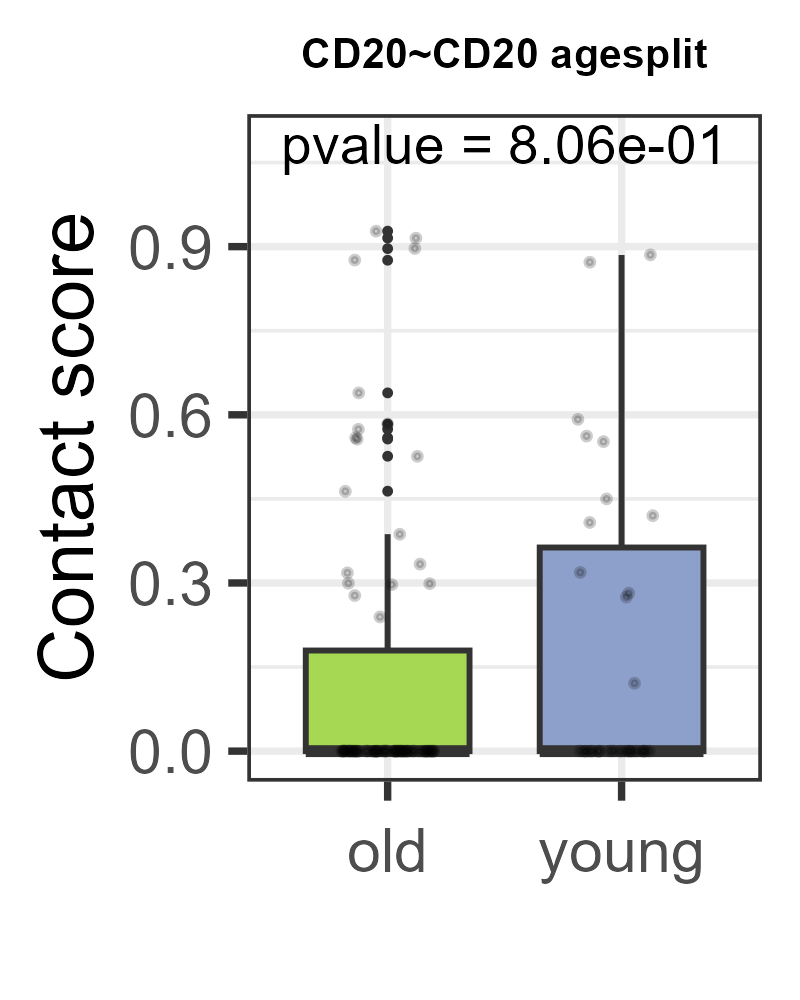 CD20~CD20 agesplit
pvalue = 8.06e-01
Contact score
0.9
0.6
0.3
0.0
old young